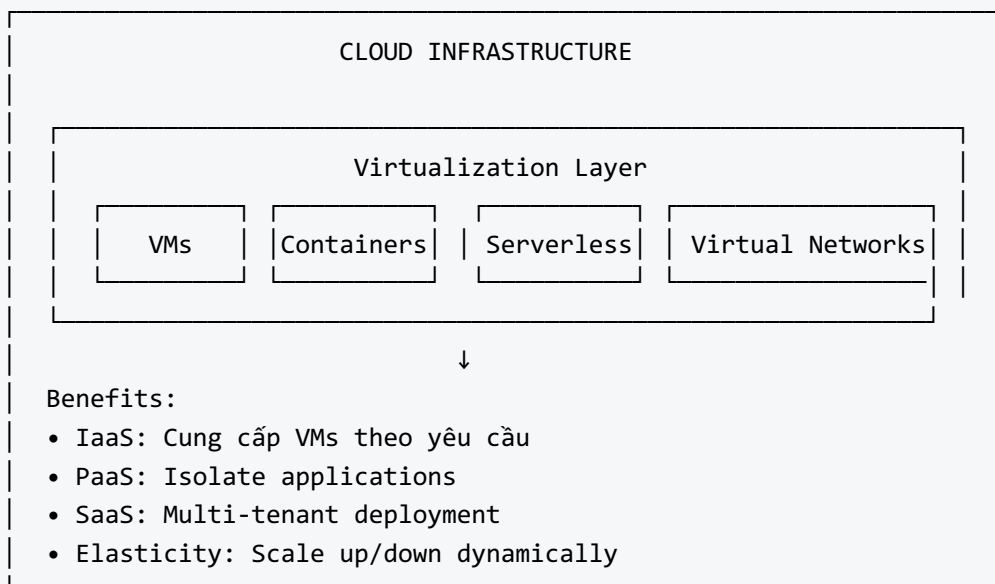 CLOUD INFRASTRUCTURE
Virtualization Layer
VMs Containers Serverless Virtual Networks
↓
Benefits:
• IaaS: Cung cấp VMs theo yêu cầu
• PaaS: Isolate applications
• SaaS: Multi-tenant deployment
• Elasticity: Scale up/down dynamically